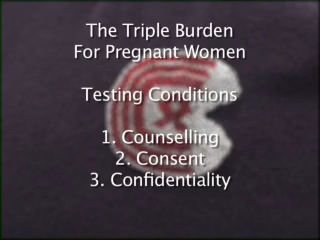 The Triple Burden
For Pregnant Women
Testing Conditions
1. Counselling
2. Consent
3. Confidentiality